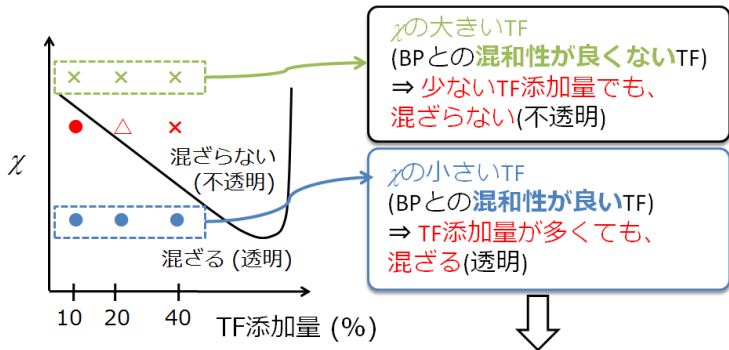 χの大きいTF
(BPとの混和性が良くないTF)
⇒ 少ないTF添加量でも、
混ざらない(不透明)
χ
混ざらない
(不透明)
混ざる (透明)
10 20 40
TF添加量 (%)
χの小さいTF
(BPとの混和性が良いTF)
⇒ TF添加量が多くても、
混ざる(透明)